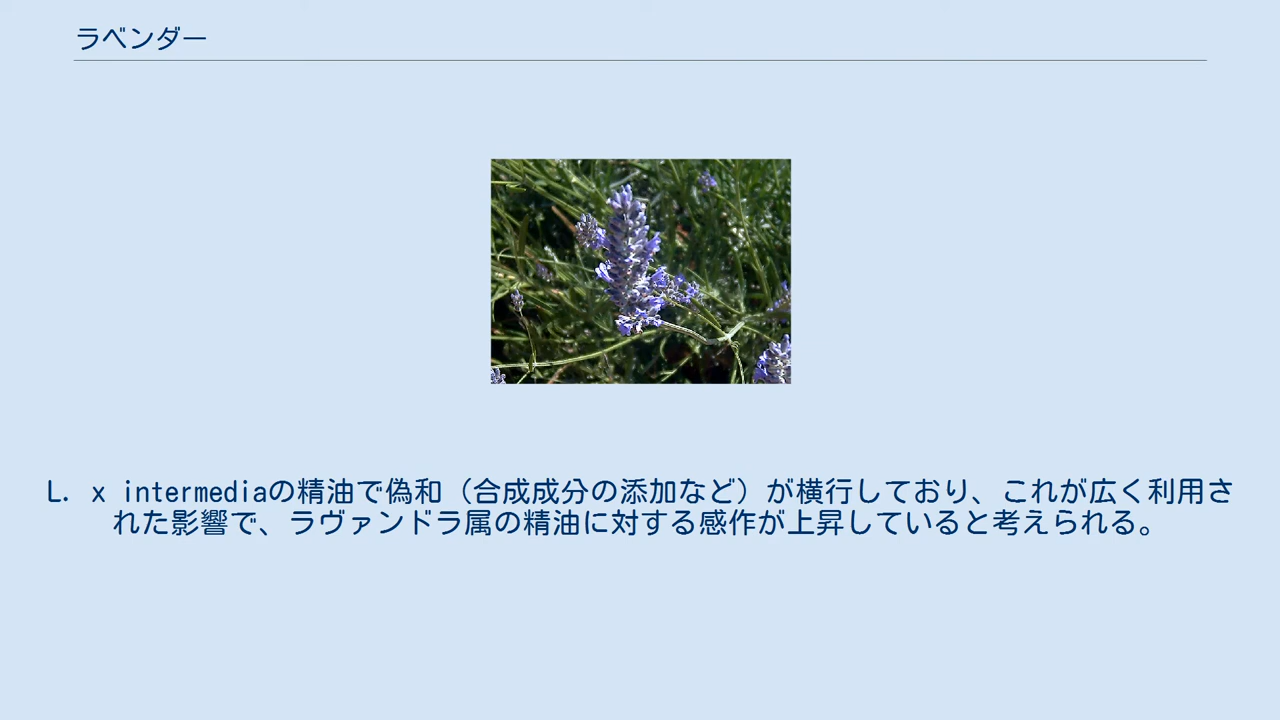 ラベンダー
L. x intermediaの精油で偽和（合成成分の添加など）が横行しており、これが広く利用さ
れた影響で、ラヴァンドラ属の精油に対する感作が上昇していると考えられる。